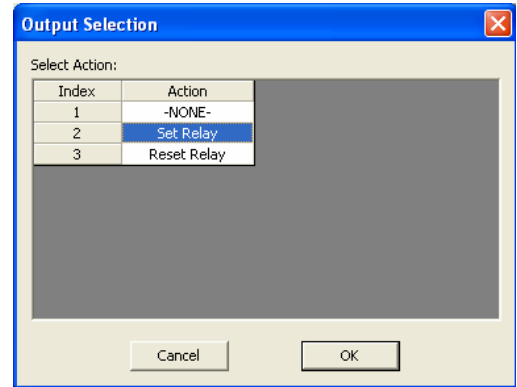 Output Selection
Select Action:
Index Action
1 -NONE-
2 Set Relay
3 Reset Relay
Cancel OK